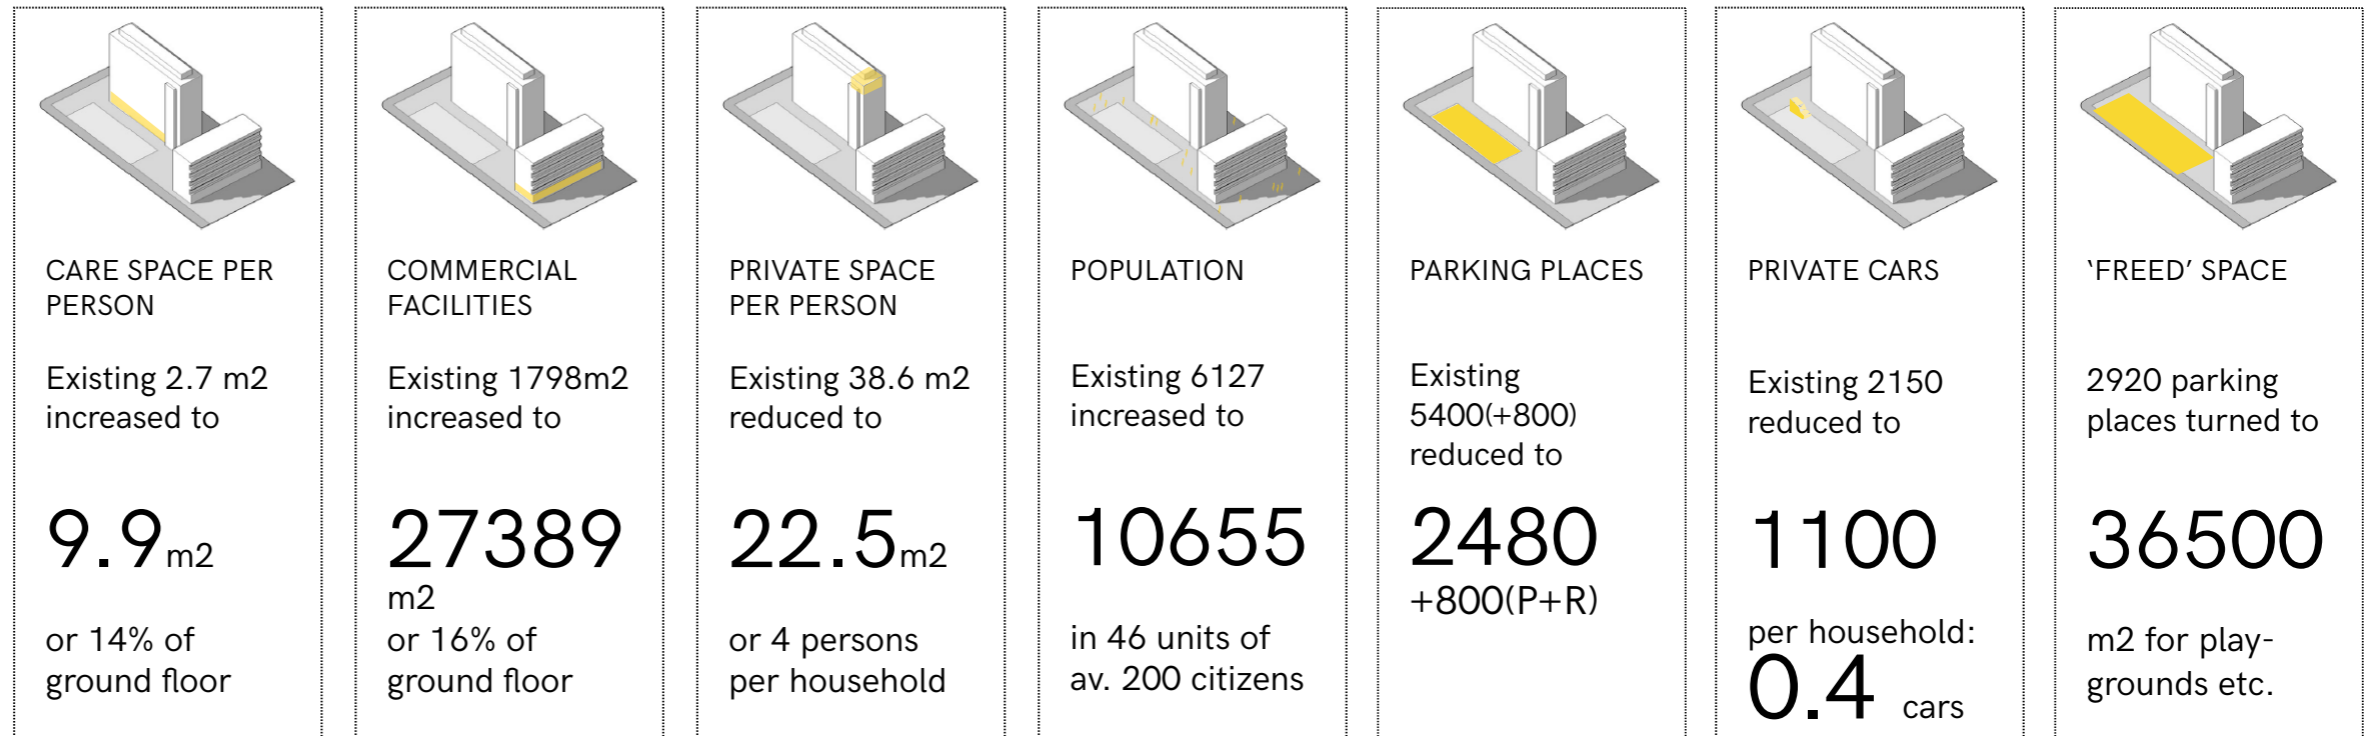 CARE SPACE PER
PERSON
Existing 2.7 m2
increased to
9.9m2
or 14% of
ground floor
COMMERCIAL
FACILITIES
Existing 1798m2
increased to
27389
m2
or 16% of
ground floor
PRIVATE SPACE
PER PERSON
Existing 38.6 m2
reduced to
22.5m2
or 4 persons
per household
POPULATION
Existing 6127
increased to
10655
in 46 units of
av. 200 citizens
PARKING PLACES
Existing
5400(+800)
reduced to
2480
+800(P+R)
PRIVATE CARS
Existing 2150
reduced to
1100
per household:
0.4 cars
‘FREED’ SPACE
2920 parking
places turned to
36500
m2 for play-
grounds etc.